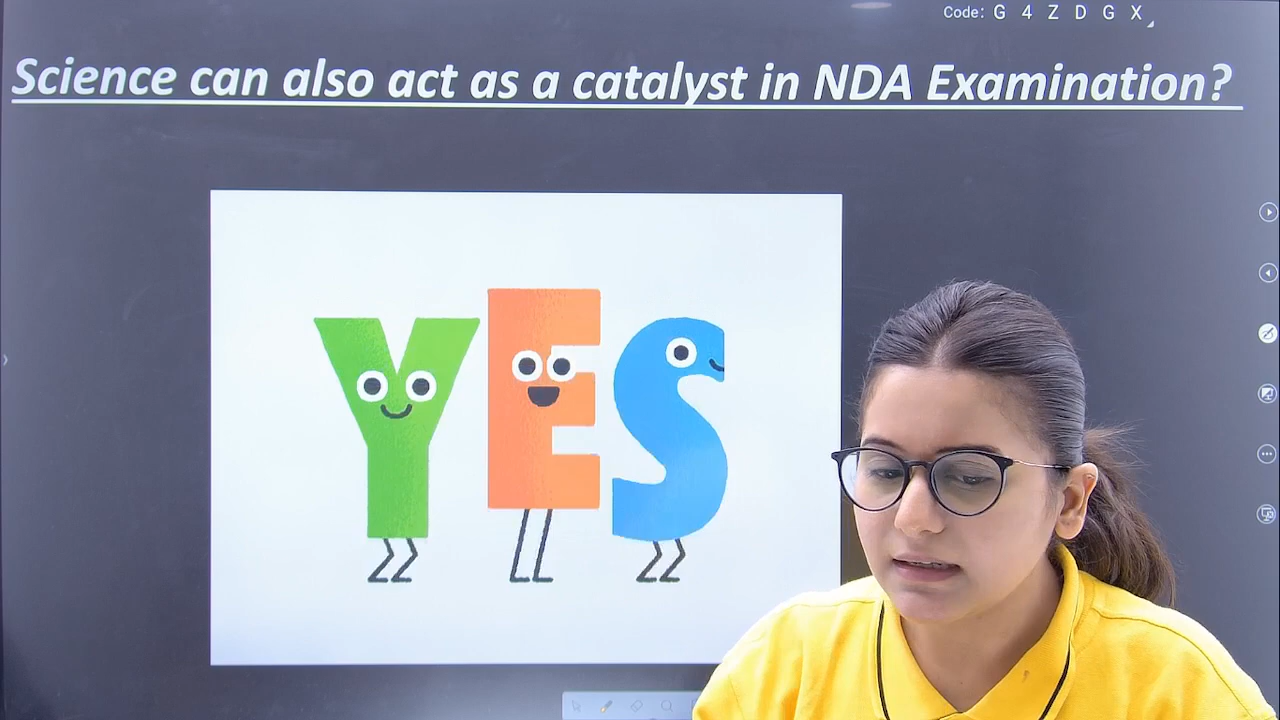 Code: G 4 Z D G X
Science can also act as a catalyst in NDA Examination?
YES